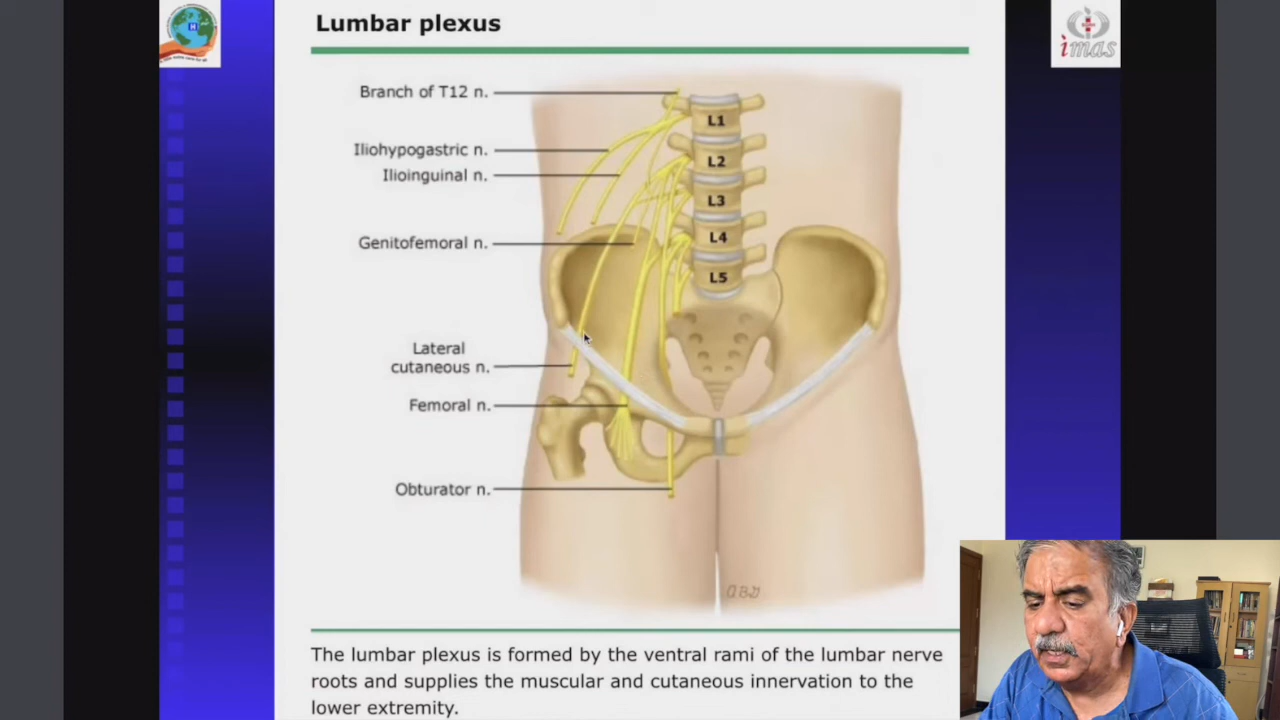 Lumbar plexus
imas
Branch of T12 n.
Iliohypogastric n.
Ilioinguinal n.
Genitofemoral n.
Lateral
cutaneous n.
Femoral n.
Obturator n.
L1
L2
L3
L4
L5
The lumbar plexus is formed by the ventral rami of the lumbar nerve
roots and supplies the muscular and cutaneous innervation to the
lower extremity.